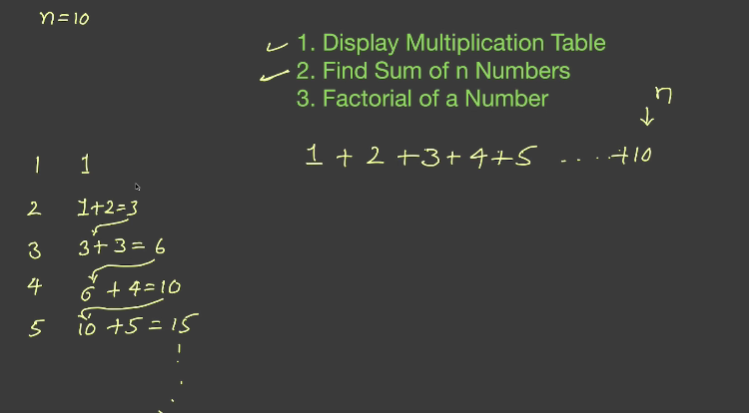 n=10
1. Display Multiplication Table
2. Find Sum of n Numbers
3. Factorial of a Number
n
1 + 2 +3+4+5 .....+10
1 1
2 1+2=3
3 3+3=6
4 6+4=10
5 10+5=15